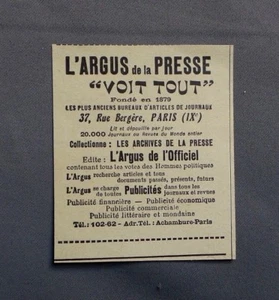 L'ARGUS de la PRESSE
"VOIT TOUT"
Fondé en 1879
LES PLUS ANCIENS BUREAUX D'ARTICLES DE JOURNAUX
37, Rue Bergère, PARIS (IXe)
Lit et dépouille par jour
20.000 Journaux ou Revues du Monde entier
Collectionne : LES ARCHIVES DE LA PRESSE
Edite : L'Argus de l'Officiel
contenant tous les votes des Hommes politiques
L'Argus recherche articles et tous
documents passés, présents, futurs
L'Argus se charge de toutes Publicités dans tous les journaux et revues
Publicité financière — Publicité économique
Publicité commerciale
Publicité littéraire et mondaine
Tél.: 102-62 - Adr. Tél.: Achambure-Paris